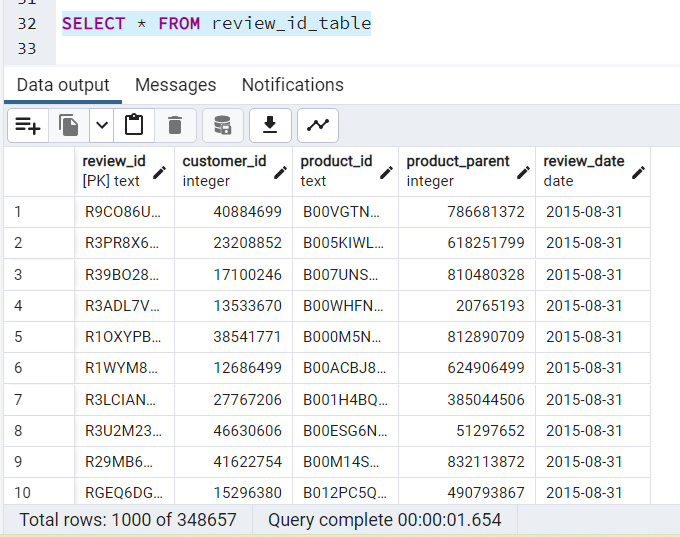 32 SELECT * FROM review_id_table
33
Data output Messages Notifications
review_id customer_id product_id product_parent review_date
[PK] text integer text integer date
1 R9CO86U... 40884699 B00VGTN... 786681372 2015-08-31
2 R3PR8X6... 23208852 B005KIWL... 618251799 2015-08-31
3 R39BO28... 17100246 B007UNS... 810480328 2015-08-31
4 R3ADL7V... 13533670 B00WHFN... 20765193 2015-08-31
5 R1OXYPB... 38541771 B000M5N... 812890709 2015-08-31
6 R1WYM8... 12686499 B00ACBJ8... 624906499 2015-08-31
7 R3LCIAN... 27767206 B001H4BQ... 385044506 2015-08-31
8 R3U2M23... 46630606 B00ESG6N... 51297652 2015-08-31
9 R29MB6... 41622754 B00M14S... 832113872 2015-08-31
10 RGEQ6DG... 15296380 B012PC5Q... 490793867 2015-08-31
Total rows: 1000 of 348657 Query complete 00:00:01.654